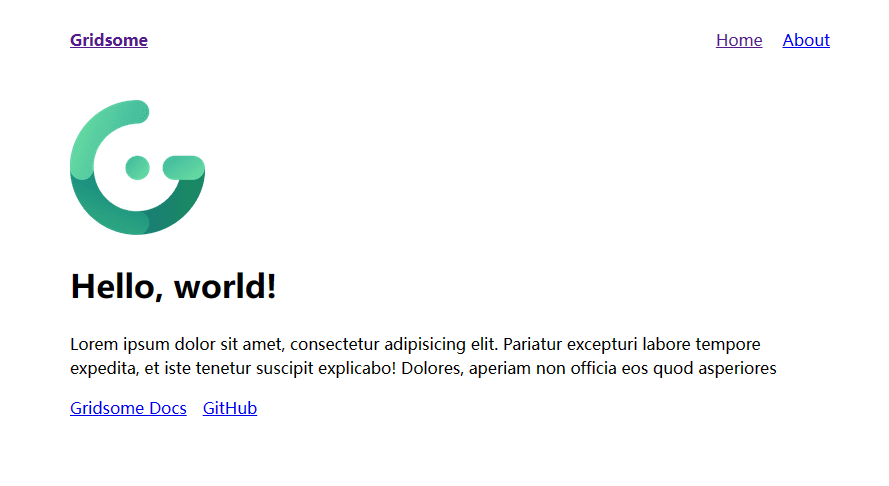 Gridsome Home About
Hello, world!
Lorem ipsum dolor sit amet, consectetur adipisicing elit. Pariatur excepturi labore tempore
expedita, et iste tenetur suscipit explicabo! Dolores, aperiam non officia eos quod asperiores
Gridsome Docs GitHub